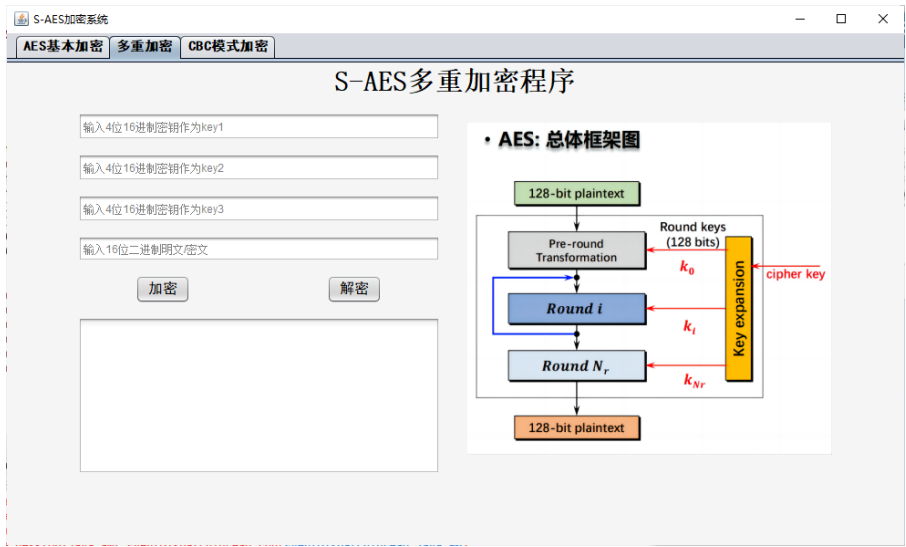 S-AES加密系统
AES基本加密 多重加密 CBC模式加密
S-AES多重加密程序
输入4位16进制密钥作为key1
输入4位16进制密钥作为key2
输入4位16进制密钥作为key3
输入16位二进制明文/密文
加密 解密
• AES: 总体框架图
128-bit plaintext
Round keys
(128 bits)
Pre-round
Transformation
k₀
cipher key
Key expansion
Round i
kᵢ
Round Nᵣ
k_Nr
128-bit plaintext